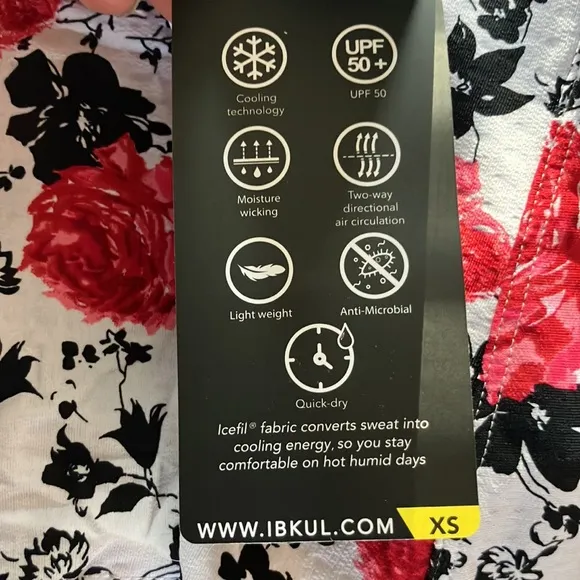 UPF
50+
Cooling
technology
UPF 50
Moisture
wicking
Two-way
directional
air circulation
Light weight
Anti-Microbial
Quick-dry
Icefil® fabric converts sweat into
cooling energy, so you stay
comfortable on hot humid days
WWW.IBKUL.COM
XS